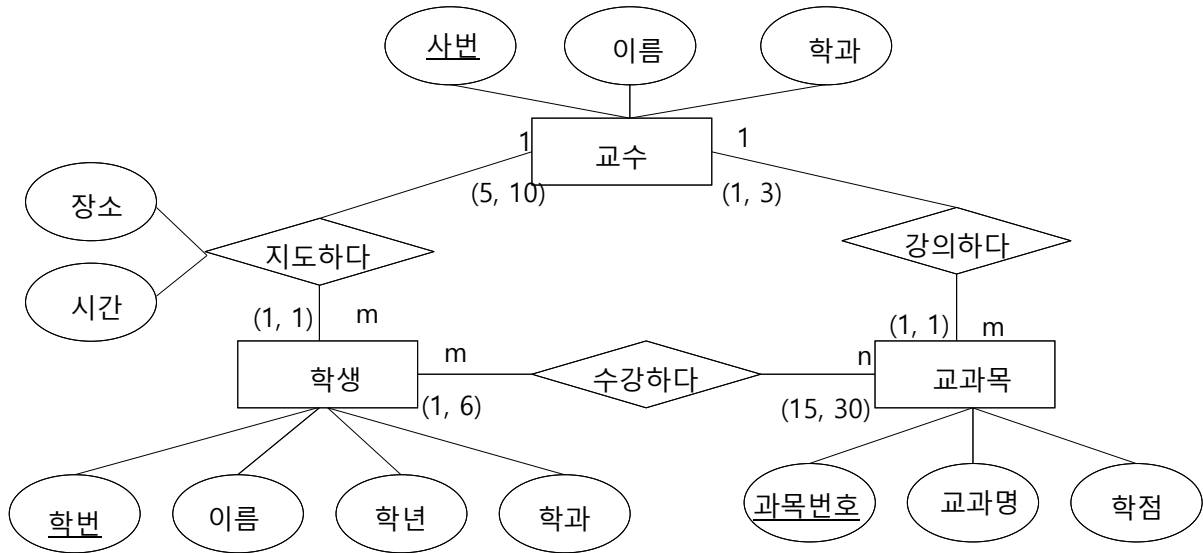 사번
이름
학과
1
교수
1
(5, 10)
(1, 3)
장소
지도하다
강의하다
시간
(1, 1)
m
(1, 1)
m
학생
m
수강하다
n
교과목
(1, 6)
(15, 30)
학번
이름
학년
학과
과목번호
교과명
학점